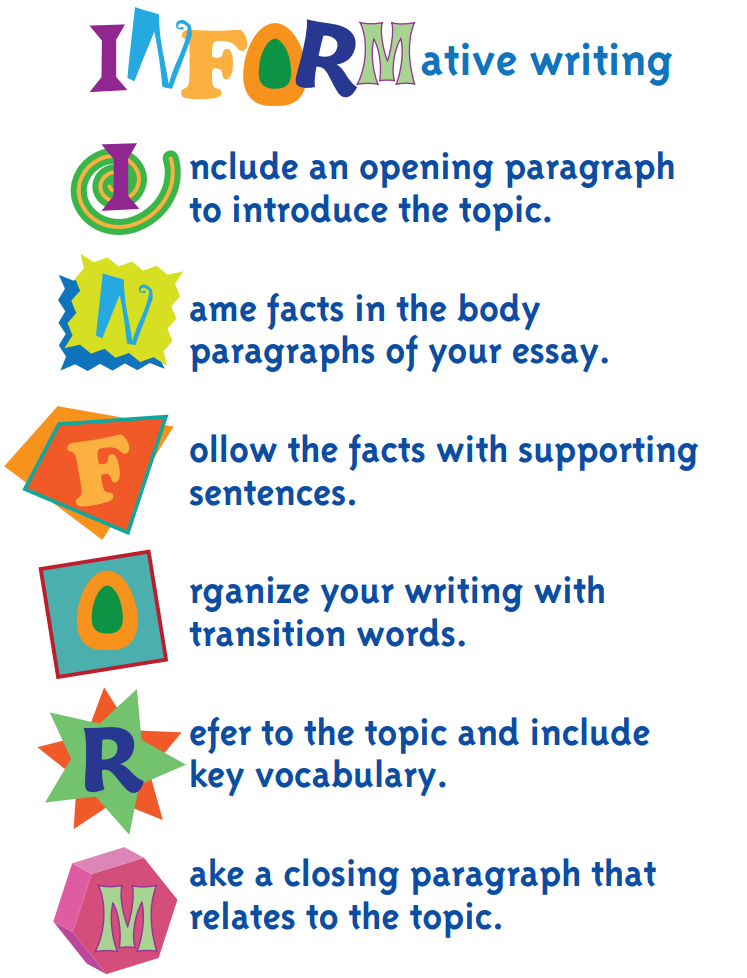 INFORMative writing
Include an opening paragraph
to introduce the topic.
Name facts in the body
paragraphs of your essay.
Follow the facts with supporting
sentences.
Organize your writing with
transition words.
Refer to the topic and include
key vocabulary.
Make a closing paragraph that
relates to the topic.